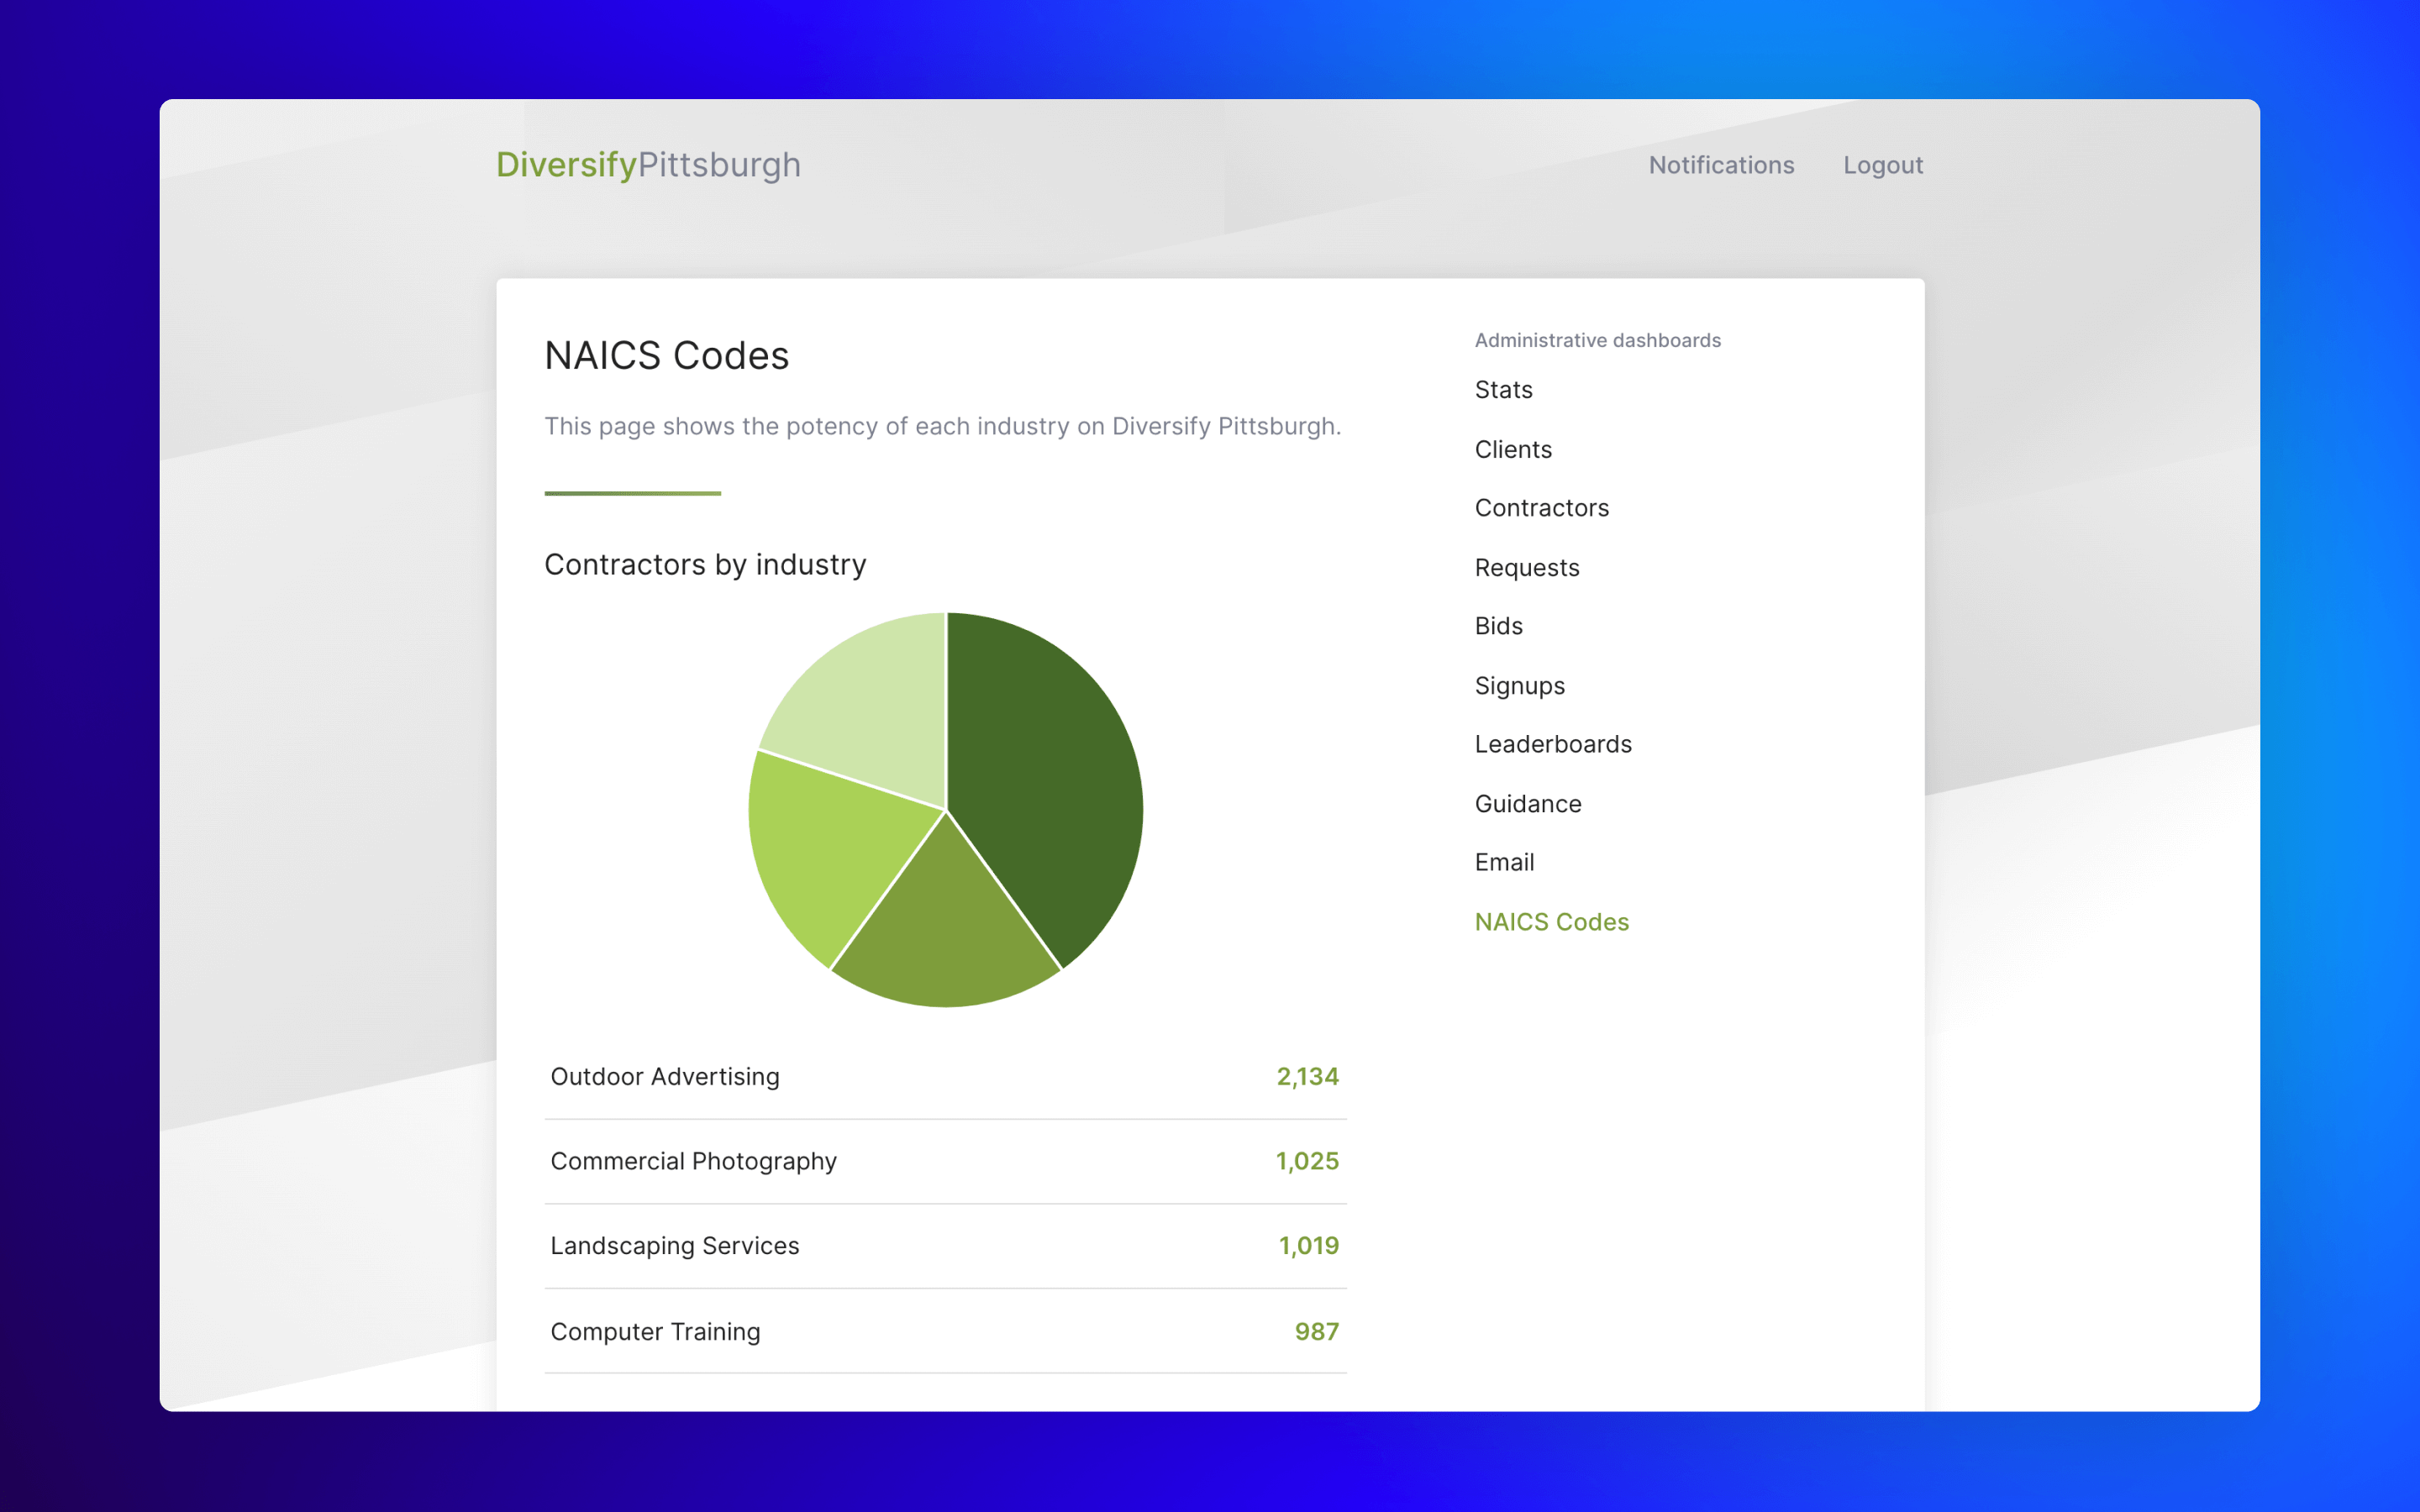 DiversifyPittsburgh
Notifications
Logout
NAICS Codes
This page shows the potency of each industry on Diversify Pittsburgh.
Contractors by industry
Outdoor Advertising 2,134
Commercial Photography 1,025
Landscaping Services 1,019
Computer Training 987
Administrative dashboards
Stats
Clients
Contractors
Requests
Bids
Signups
Leaderboards
Guidance
Email
NAICS Codes